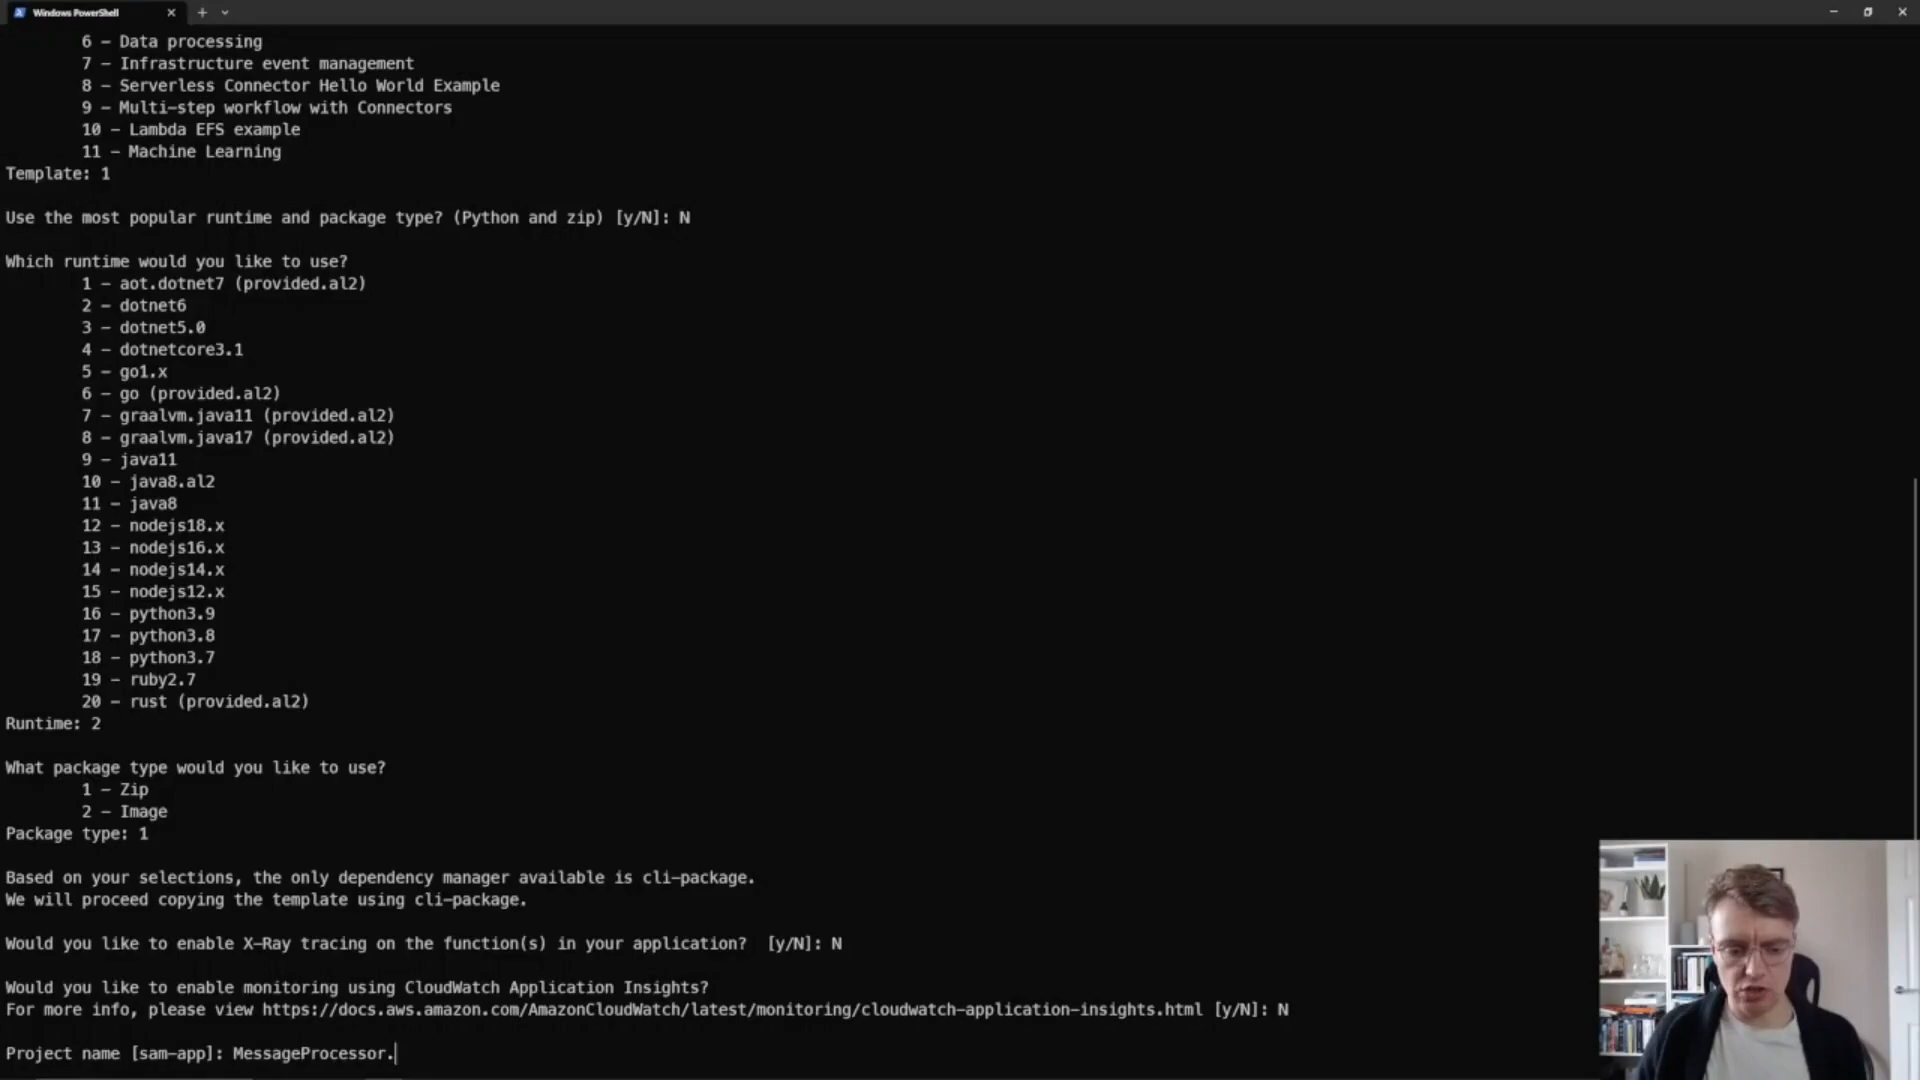 Windows PowerShell
6 – Data processing
7 – Infrastructure event management
8 – Serverless Connector Hello World Example
9 – Multi-step workflow with Connectors
10 – Lambda EFS example
11 – Machine Learning
Template: 1
Use the most popular runtime and package type? (Python and zip) [y/N]: N
Which runtime would you like to use?
1 – aot.dotnet7 (provided.al2)
2 – dotnet6
3 – dotnet5.0
4 – dotnetcore3.1
5 – go1.x
6 – go (provided.al2)
7 – graalvm.java11 (provided.al2)
8 – graalvm.java17 (provided.al2)
9 – java11
10 – java8.al2
11 – java8
12 – nodejs18.x
13 – nodejs16.x
14 – nodejs14.x
15 – nodejs12.x
16 – python3.9
17 – python3.8
18 – python3.7
19 – ruby2.7
20 – rust (provided.al2)
Runtime: 2
What package type would you like to use?
1 – Zip
2 – Image
Package type: 1
Based on your selections, the only dependency manager available is cli-package.
We will proceed copying the template using cli-package.
Would you like to enable X-Ray tracing on the function(s) in your application?  [y/N]: N
Would you like to enable monitoring using CloudWatch Application Insights?
For more info, please view https://docs.aws.amazon.com/AmazonCloudWatch/latest/monitoring/cloudwatch-application-insights.html [y/N]: N
Project name [sam-app]: MessageProcessor.